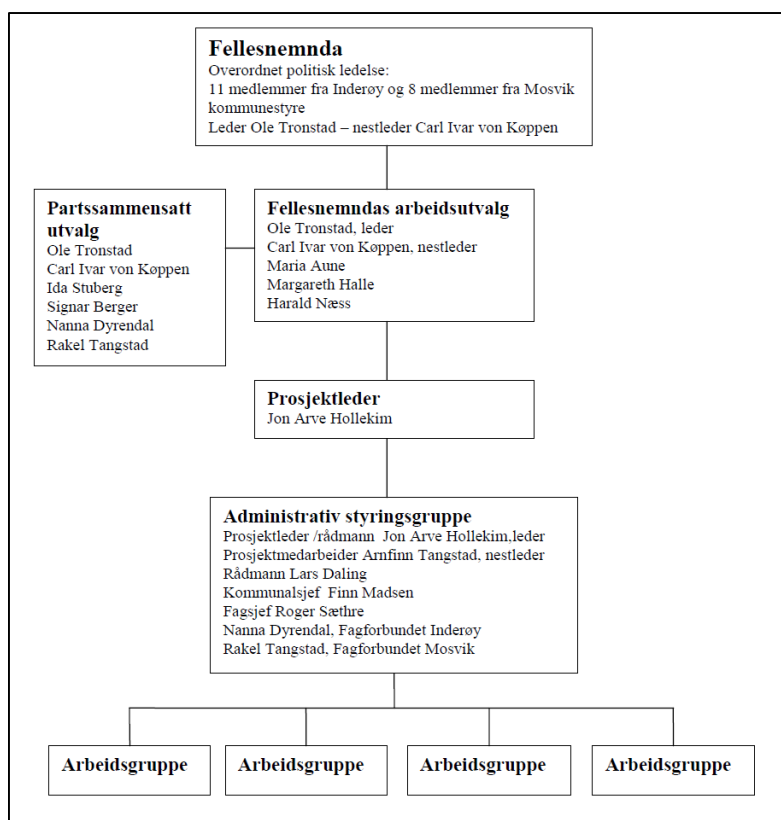 Fellesnemnda
Overordnet politisk ledelse:
11 medlemmer fra Inderøy og 8 medlemmer fra Mosvik
kommunestyre
Leder Ole Tronstad – nestleder Carl Ivar von Køppen
Partssammensatt
utvalg
Ole Tronstad
Carl Ivar von Køppen
Ida Stuberg
Signar Berger
Nanna Dyrendal
Rakel Tangstad
Fellesnemndas arbeidsutvalg
Ole Tronstad, leder
Carl Ivar von Køppen, nestleder
Maria Aune
Margareth Halle
Harald Næss
Prosjektleder
Jon Arve Hollekim
Administrativ styringsgruppe
Prosjektleder /rådmann  Jon Arve Hollekim,leder
Prosjektmedarbeider Arnfinn Tangstad, nestleder
Rådmann Lars Daling
Kommunalsjef  Finn Madsen
Fagsjef Roger Sæthre
Nanna Dyrendal, Fagforbundet Inderøy
Rakel Tangstad, Fagforbundet Mosvik
Arbeidsgruppe
Arbeidsgruppe
Arbeidsgruppe
Arbeidsgruppe